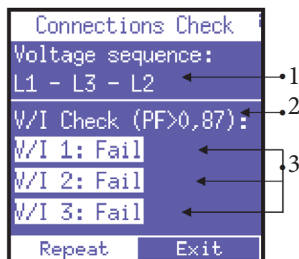 Connections Check
Voltage sequence:
L1 - L3 - L2
1
V/I Check (PF>0,87):
2
V/I 1: Fail
V/I 2: Fail
V/I 3: Fail
3
Repeat Exit